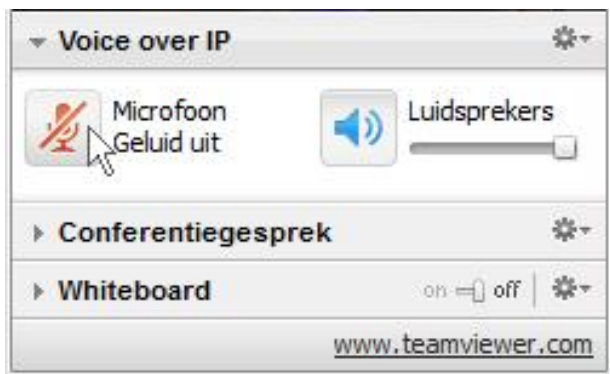 Voice over IP
Microfoon
Geluid uit
Luidsprekers
Conferentiegesprek
Whiteboard on off
www.teamviewer.com